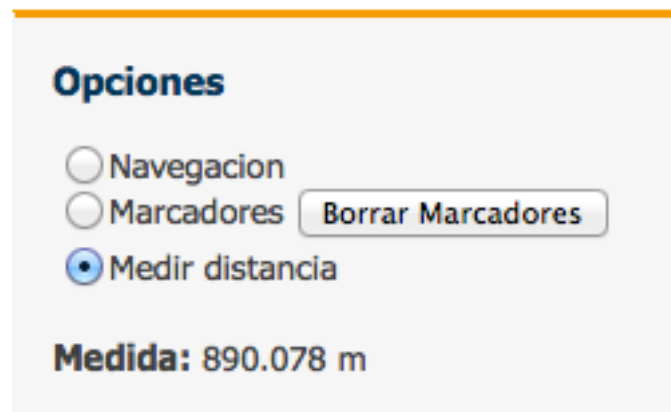 Opciones
Navegacion
Marcadores Borrar Marcadores
Medir distancia
Medida: 890.078 m